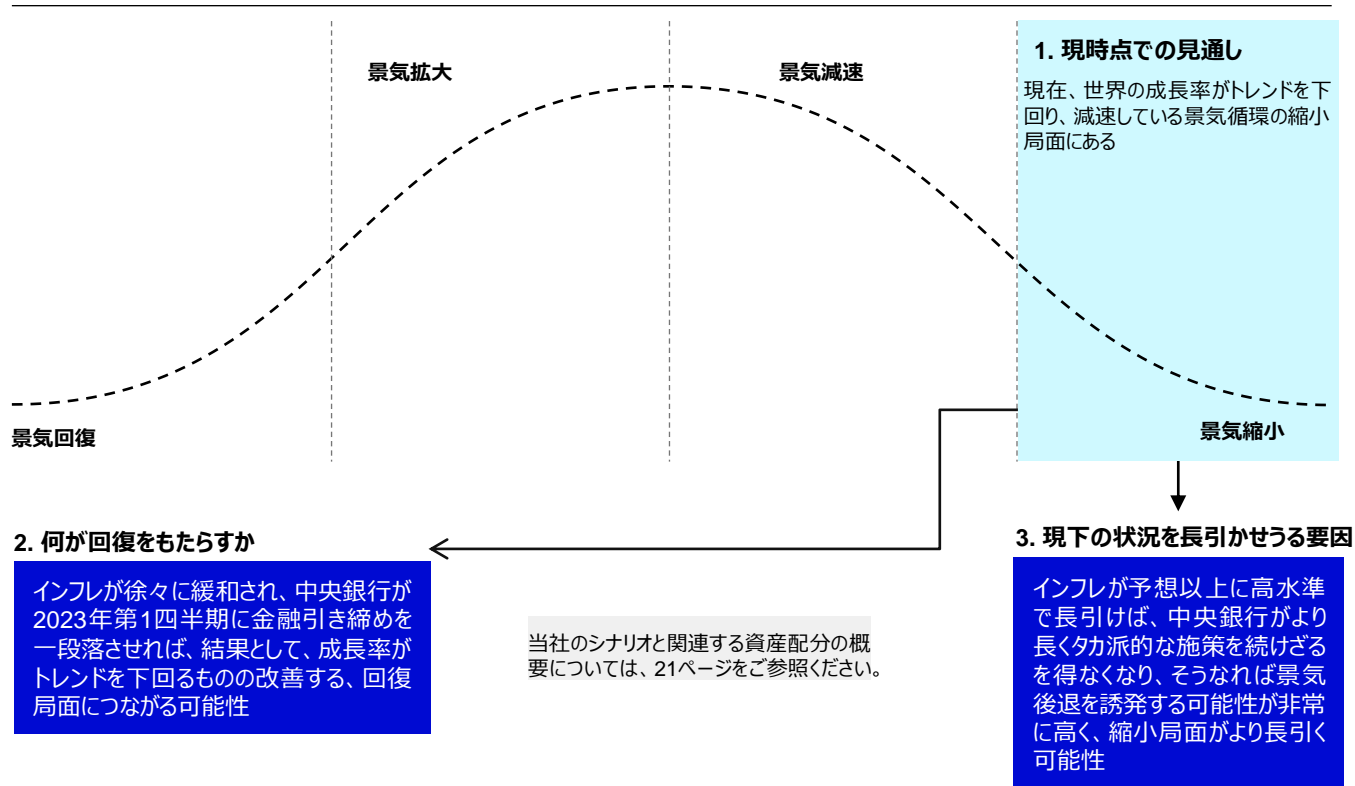 景気拡大
景気減速
1. 現時点での見通し
現在、世界の成長率がトレンドを下
回り、減速している景気循環の縮小
局面にある
景気回復
景気縮小
2. 何が回復をもたらすか
インフレが徐々に緩和され、中央銀行が
2023年第1四半期に金融引き締めを
一段落させれば、結果として、成長率が
トレンドを下回るものの改善する、回復
局面につながる可能性
当社のシナリオと関連する資産配分の概
要については、21ページをご参照ください。
3. 現下の状況を長引かせうる要因
インフレが予想以上に高水準
で長引けば、中央銀行がより
長くタカ派的な施策を続けざる
を得なくなり、そうなれば景気
後退を誘発する可能性が非常
に高く、縮小局面がより長引く
可能性